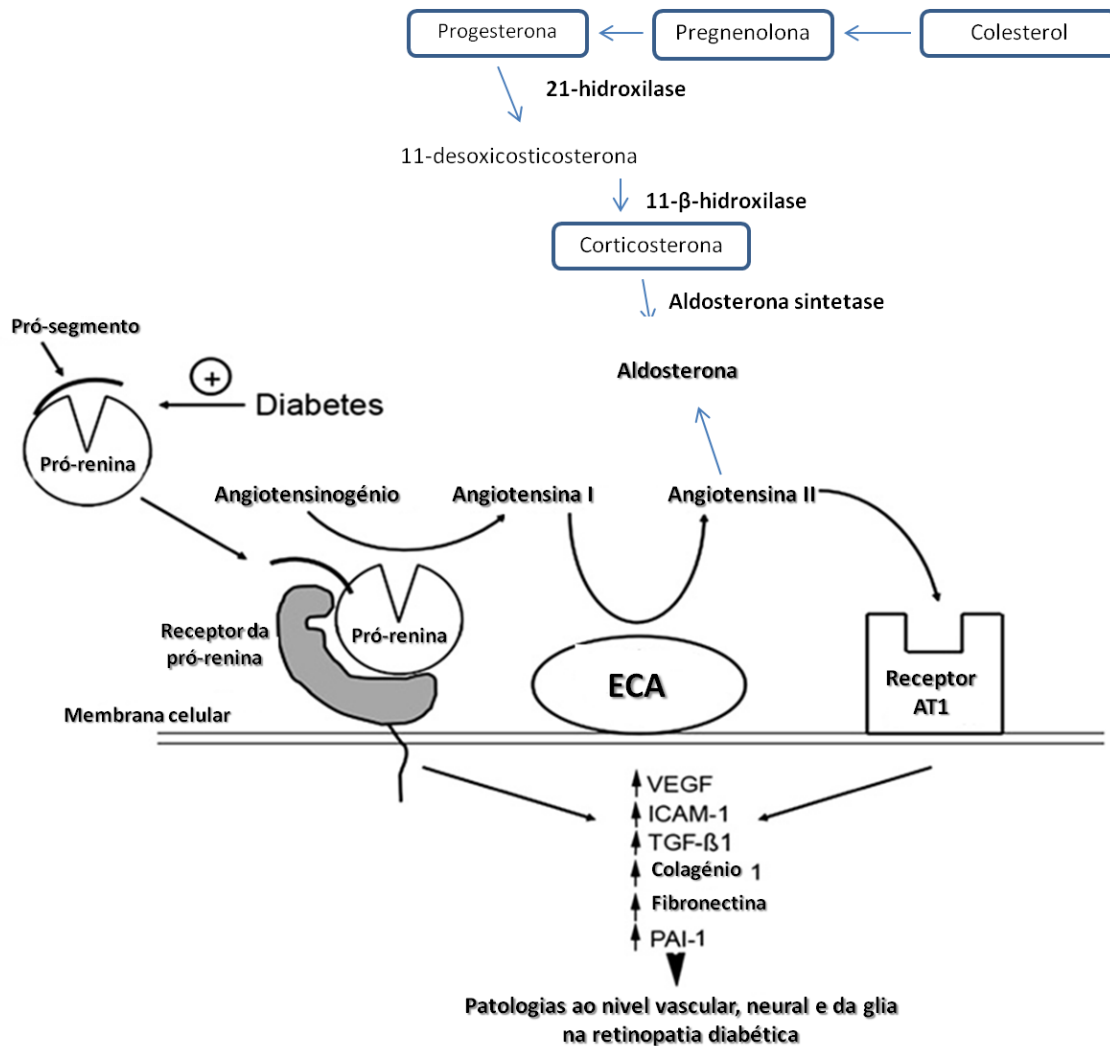 Progesterona
Pregnenolona
Colesterol
21-hidroxilase
11-desoxicosticosterona
11-β-hidroxilase
Corticosterona
Aldosterona sintetase
Pró-segmento
Aldosterona
+
Diabetes
Pró-renina
Angiotensinogénio
Angiotensina I
Angiotensina II
Receptor da
pró-renina
Pró-renina
ECA
Receptor
AT1
Membrana celular
VEGF
ICAM-1
TGF-ß1
Colagénio 1
Fibronectina
PAI-1
Patologias ao nivel vascular, neural e da glia
na retinopatia diabética